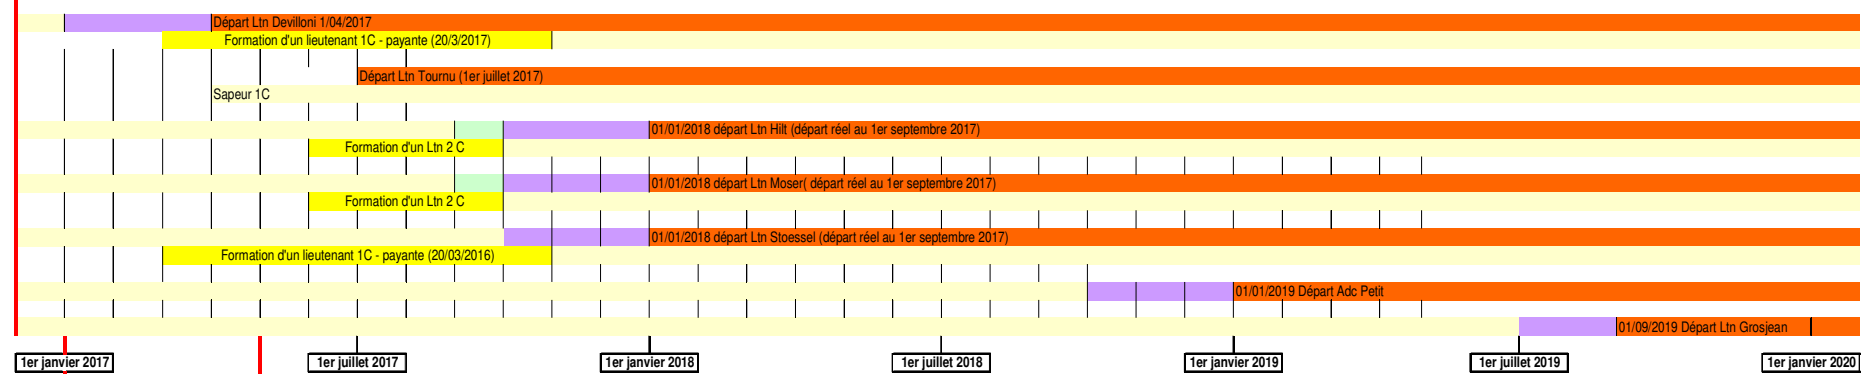 Départ Ltn Devilloni 1/04/2017
Formation d'un lieutenant 1C - payante (20/3/2017)
Départ Ltn Tournu (1er juillet 2017)
Sapeur 1C
01/01/2018 départ Ltn Hilt (départ réel au 1er septembre 2017)
Formation d'un Ltn 2 C
01/01/2018 départ Ltn Moser( départ réel au 1er septembre 2017)
Formation d'un Ltn 2 C
01/01/2018 départ Ltn Stoessel (départ réel au 1er septembre 2017)
Formation d'un lieutenant 1C - payante (20/03/2016)
01/01/2019 Départ Adc Petit
01/09/2019 Départ Ltn Grosjean
1er janvier 2017 1er juillet 2017 1er janvier 2018 1er juillet 2018 1er janvier 2019 1er juillet 2019 1er janvier 2020